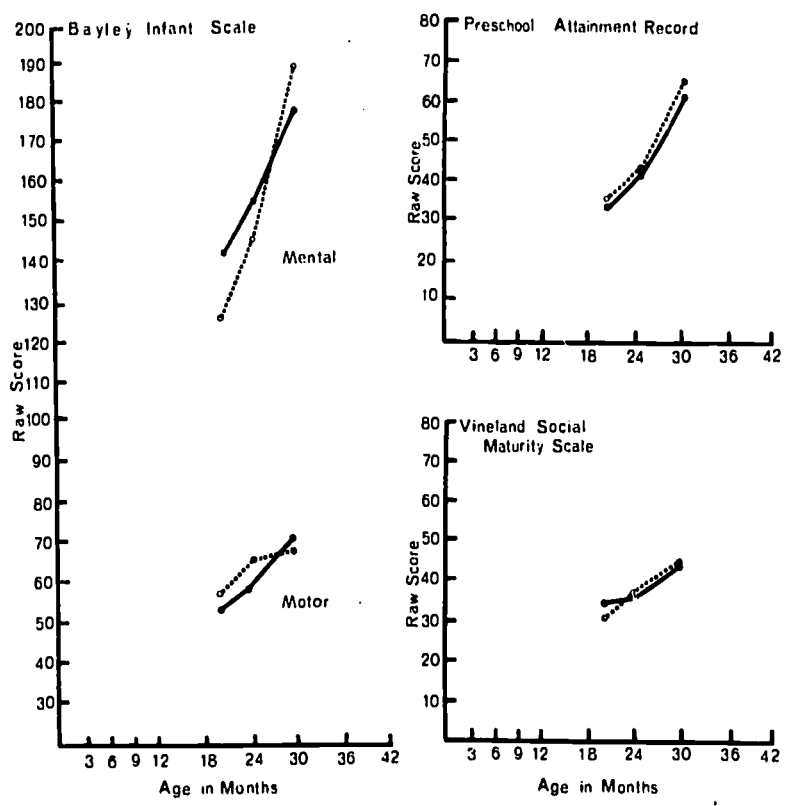 Bayley Infant Scale
200
190
180
170
160
150
140
130
120
110
100
90
80
70
60
50
40
30
20
Raw Score
Mental
Motor
3 6 9 12 18 24 30 36 42
Age in Months
Preschool Attainment Record
80
70
60
50
40
30
20
10
Raw Score
3 6 9 12 18 24 30 36 42
Vineland Social
Maturity Scale
80
70
60
50
40
30
20
10
Raw Score
3 6 9 12 18 24 30 36 42
Age in Months